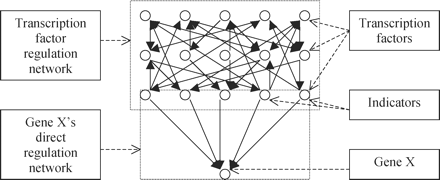 Transcription
factor
regulation
network
Gene X's
direct
regulation
network
Transcription
factors
Indicators
Gene X